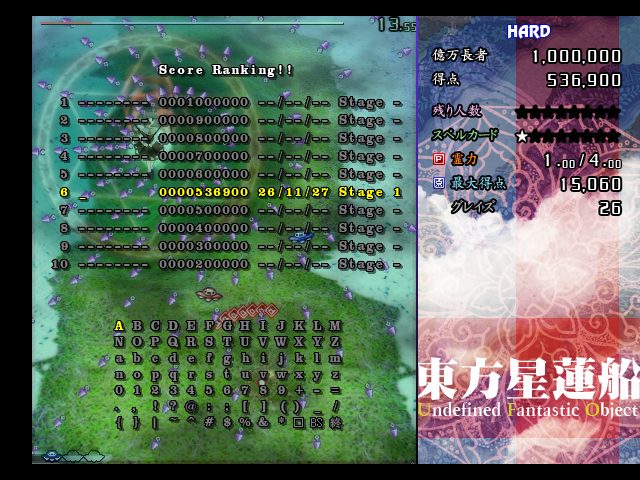 13.55
HARD
億万長者 1,000,000
得点 536,900
残り人数
スペルカード
P 霊力 1.00/4.00
最大得点 15,060
グレイズ 26
Score Ranking!!
1 -------- 0001000000 --/--/-- Stage -
2 -------- 0000900000 --/--/-- Stage -
3 -------- 0000800000 --/--/-- Stage -
4 -------- 0000700000 --/--/-- Stage -
5 -------- 0000600000 --/--/-- Stage -
6 _ 0000536900 26/11/27 Stage 1
7 -------- 0000500000 --/--/-- Stage -
8 -------- 0000400000 --/--/-- Stage -
9 -------- 0000300000 --/--/-- Stage -
10 -------- 0000200000 --/--/-- Stage -
A B C D E F G H I J K L M
N O P Q R S T U V W X Y Z
a b c d e f g h i j k l m
n o p q r s t u v w x y z
0 1 2 3 4 5 6 7 8 9 + - =
. , ! ? @ : ; [ ] ( ) _ /
{ } | ~ ^ # $ % & * □ BS 終
東方星蓮船
Undefined Fantastic Object